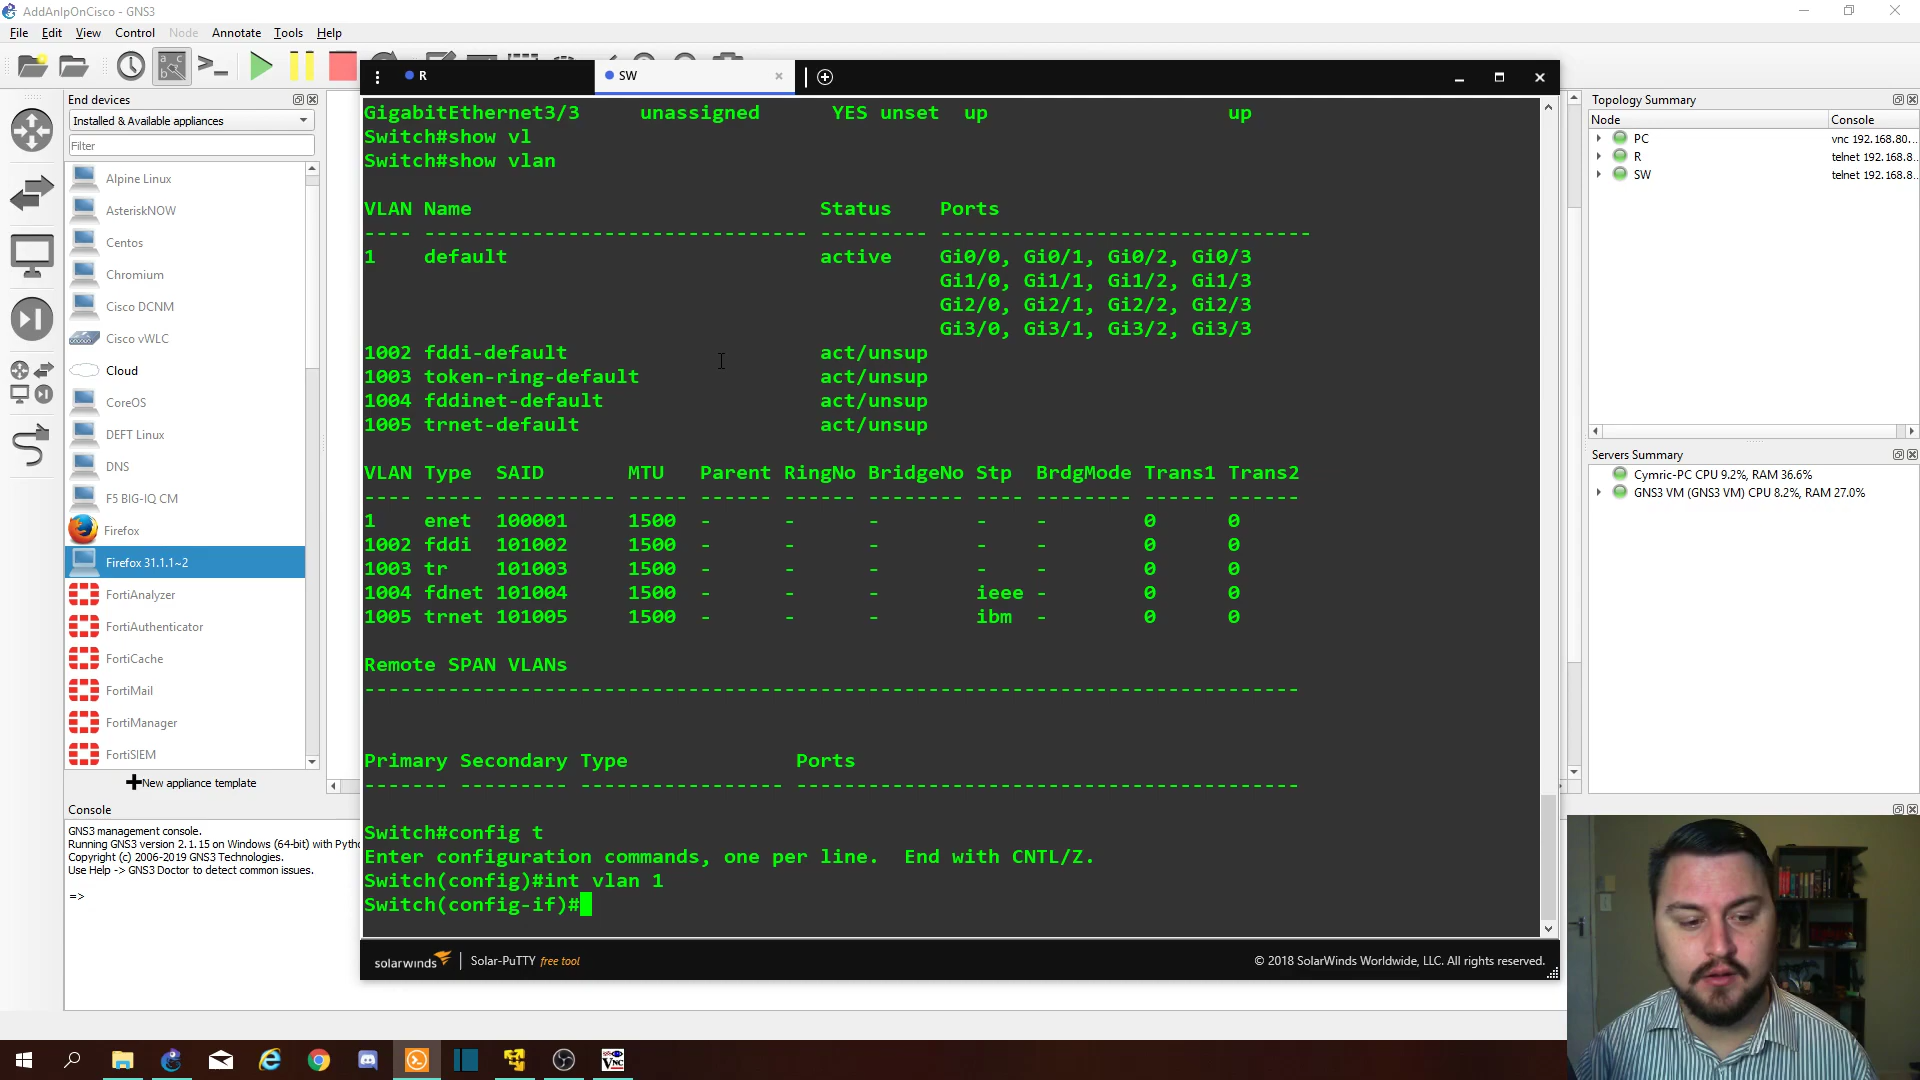 AddAnIpOnCisco - GNS3
File Edit View Control Node Annotate Tools Help
R
SW
End devices
Installed & Available appliances
Filter
Alpine Linux
AsteriskNOW
Centos
Chromium
Cisco DCNM
Cisco vWLC
Cloud
CoreOS
DEFT Linux
DNS
F5 BIG-IQ CM
Firefox
Firefox 31.1.1~2
FortiAnalyzer
FortiAuthenticator
FortiCache
FortiMail
FortiManager
FortiSIEM
New appliance template
Console
GNS3 management console.
Running GNS3 version 2.1.15 on Windows (64-bit) with Pytho
Copyright (c) 2006-2019 GNS3 Technologies.
Use Help -> GNS3 Doctor to detect common issues.
=>
GigabitEthernet3/3 unassigned YES unset up up
Switch#show vl
Switch#show vlan
VLAN Name Status Ports
---- -------------------------------- --------- -------------------------------
1 default active Gi0/0, Gi0/1, Gi0/2, Gi0/3
Gi1/0, Gi1/1, Gi1/2, Gi1/3
Gi2/0, Gi2/1, Gi2/2, Gi2/3
Gi3/0, Gi3/1, Gi3/2, Gi3/3
1002 fddi-default act/unsup
1003 token-ring-default act/unsup
1004 fddinet-default act/unsup
1005 trnet-default act/unsup
VLAN Type SAID MTU Parent RingNo BridgeNo Stp BrdgMode Trans1 Trans2
---- ----- ---------- ----- ------ ------ -------- ---- -------- ------ ------
1 enet 100001 1500 - - - - - 0 0
1002 fddi 101002 1500 - - - - - 0 0
1003 tr 101003 1500 - - - - - 0 0
1004 fdnet 101004 1500 - - - ieee - 0 0
1005 trnet 101005 1500 - - - ibm - 0 0
Remote SPAN VLANs
------------------------------------------------------------------------------
Primary Secondary Type Ports
------- --------- ----------------- ------------------------------------------
Switch#config t
Enter configuration commands, one per line. End with CNTL/Z.
Switch(config)#int vlan 1
Switch(config-if)#
solarwinds Solar-PuTTY free tool
© 2018 SolarWinds Worldwide, LLC. All rights reserved.
Topology Summary
Node Console
PC vnc 192.168.80...
R telnet 192.168.8...
SW telnet 192.168.8...
Servers Summary
Cymric-PC CPU 9.2%, RAM 36.6%
GNS3 VM (GNS3 VM) CPU 8.2%, RAM 27.0%